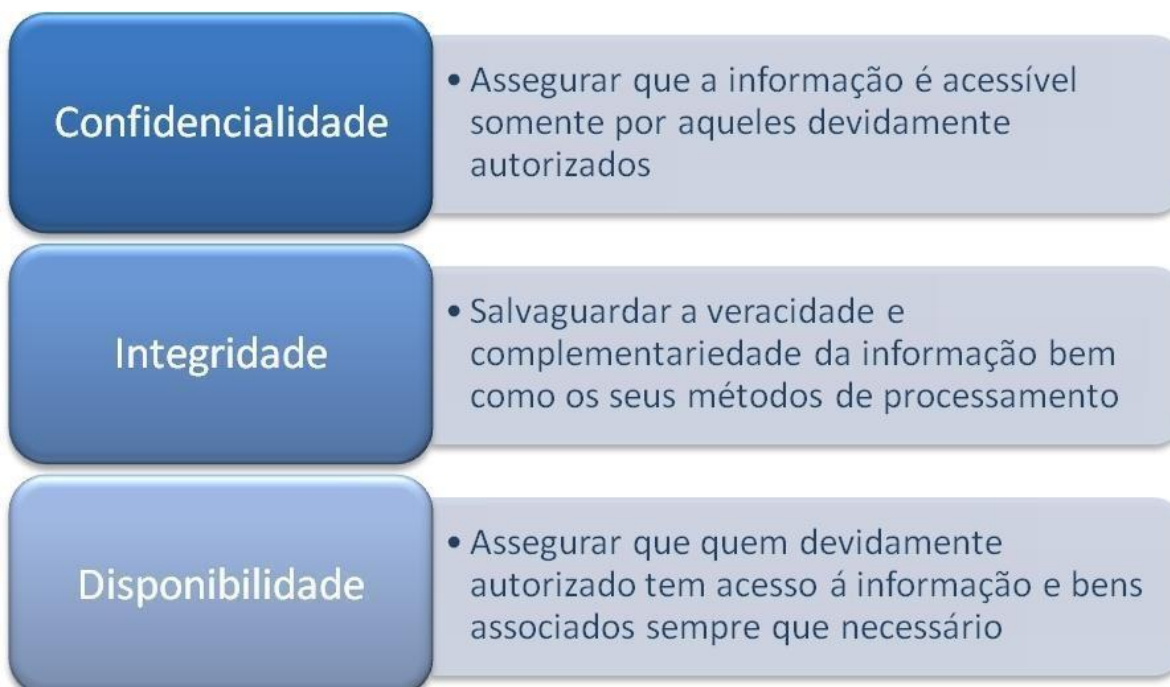 Confidencialidade
• Assegurar que a informação é acessível
somente por aqueles devidamente
autorizados
Integridade
• Salvaguardar a veracidade e
complementariedade da informação bem
como os seus métodos de processamento
Disponibilidade
• Assegurar que quem devidamente
autorizado tem acesso á informação e bens
associados sempre que necessário